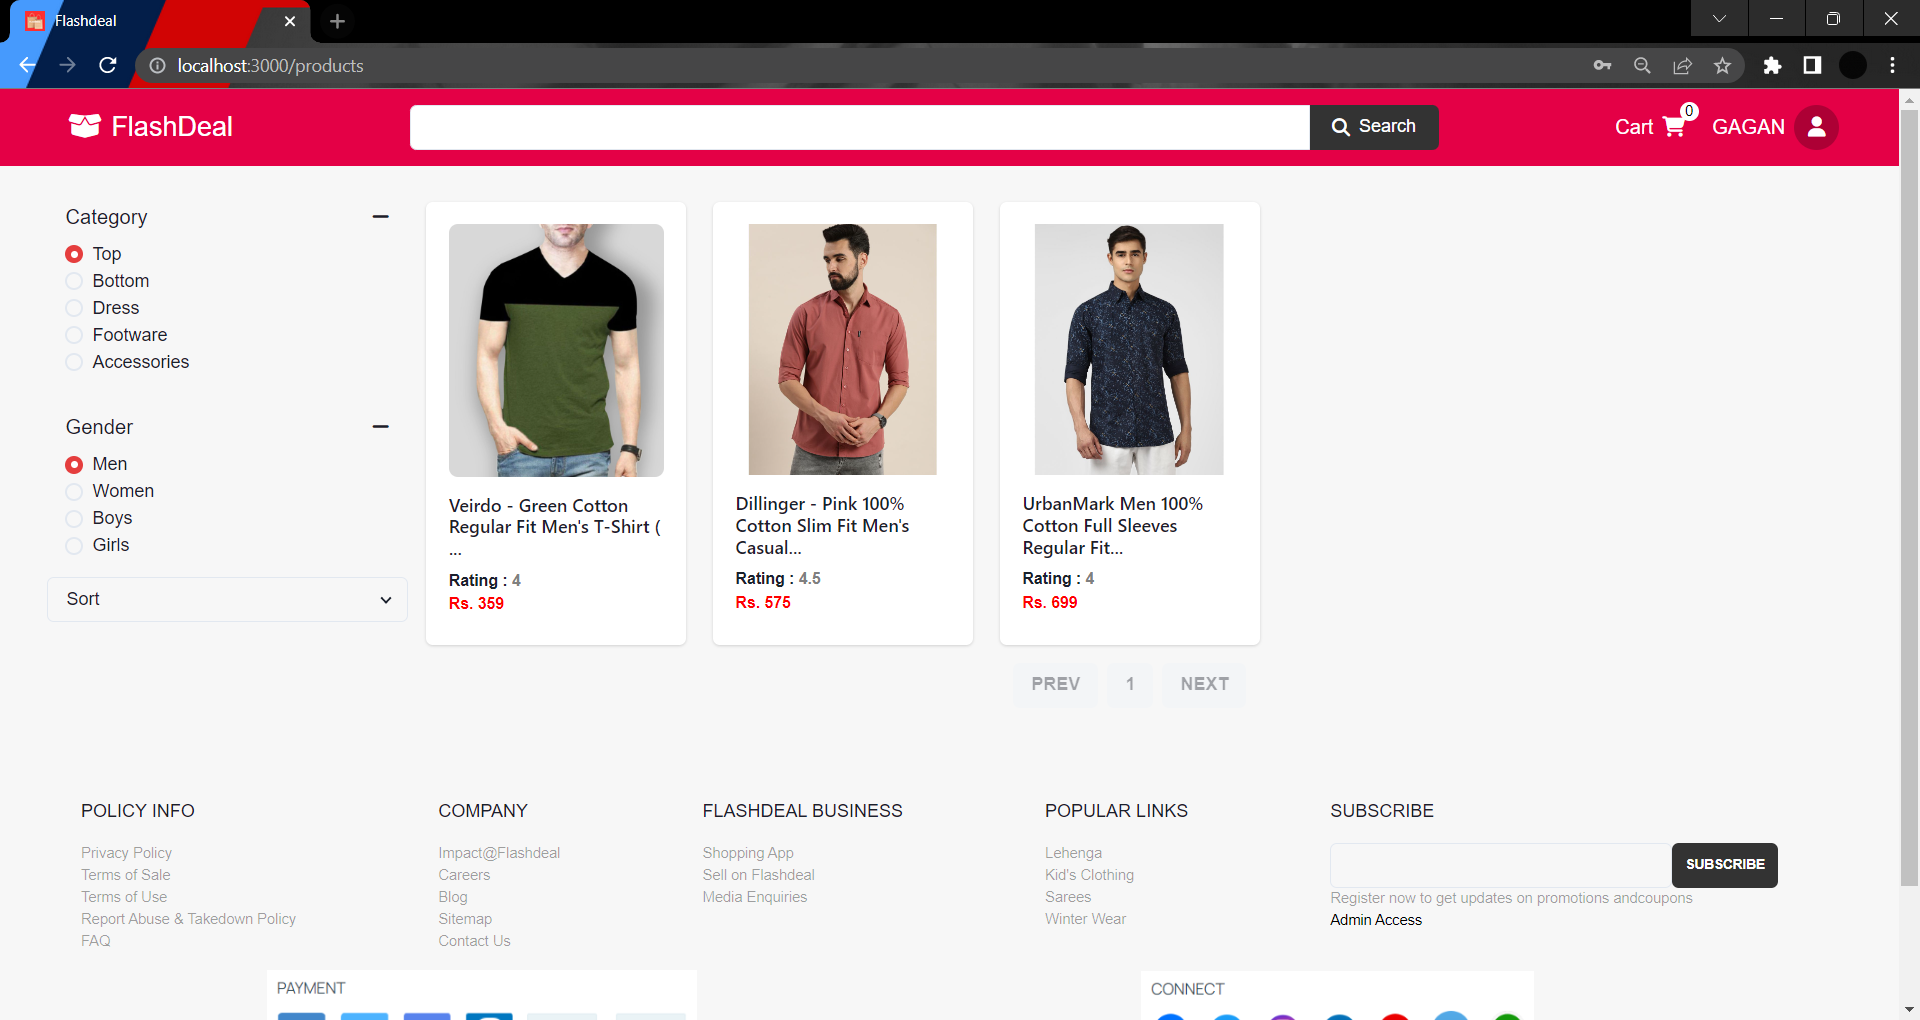 Flashdeal
localhost:3000/products
FlashDeal
Search
Cart
0
GAGAN
Category
Top
Bottom
Dress
Footware
Accessories
Gender
Men
Women
Boys
Girls
Sort
Veirdo - Green Cotton
Regular Fit Men's T-Shirt (
...
Rating : 4
Rs. 359
Dillinger - Pink 100%
Cotton Slim Fit Men's
Casual...
Rating : 4.5
Rs. 575
UrbanMark Men 100%
Cotton Full Sleeves
Regular Fit...
Rating : 4
Rs. 699
PREV
1
NEXT
POLICY INFO
Privacy Policy
Terms of Sale
Terms of Use
Report Abuse & Takedown Policy
FAQ
COMPANY
Impact@Flashdeal
Careers
Blog
Sitemap
Contact Us
FLASHDEAL BUSINESS
Shopping App
Sell on Flashdeal
Media Enquiries
POPULAR LINKS
Lehenga
Kid's Clothing
Sarees
Winter Wear
SUBSCRIBE
SUBSCRIBE
Register now to get updates on promotions andcoupons
Admin Access
PAYMENT
CONNECT